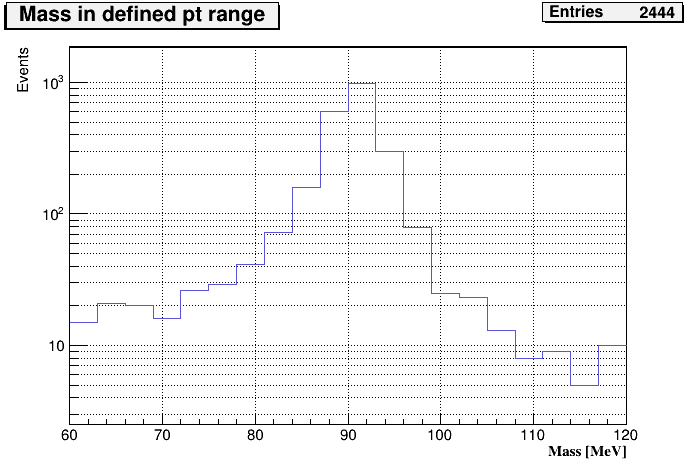 Mass in defined pt range
Entries 2444
Events
10³
10²
10
60 70 80 90 100 110 120
Mass [MeV]